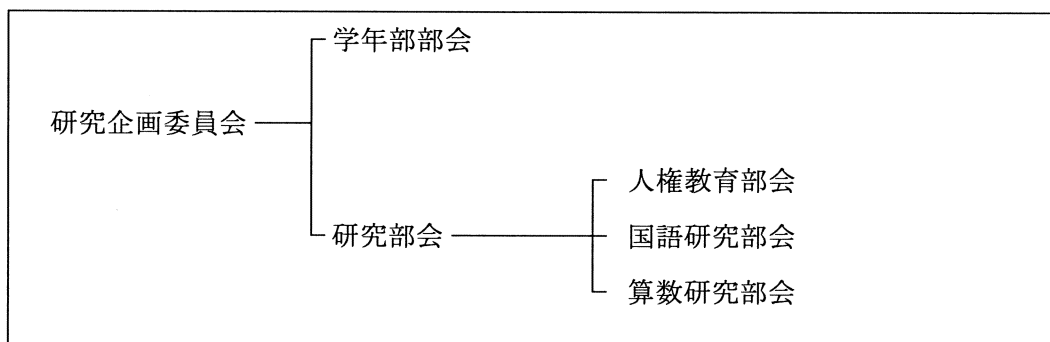 学年部部会
研究企画委員会
人権教育部会
研究部会
国語研究部会
算数研究部会